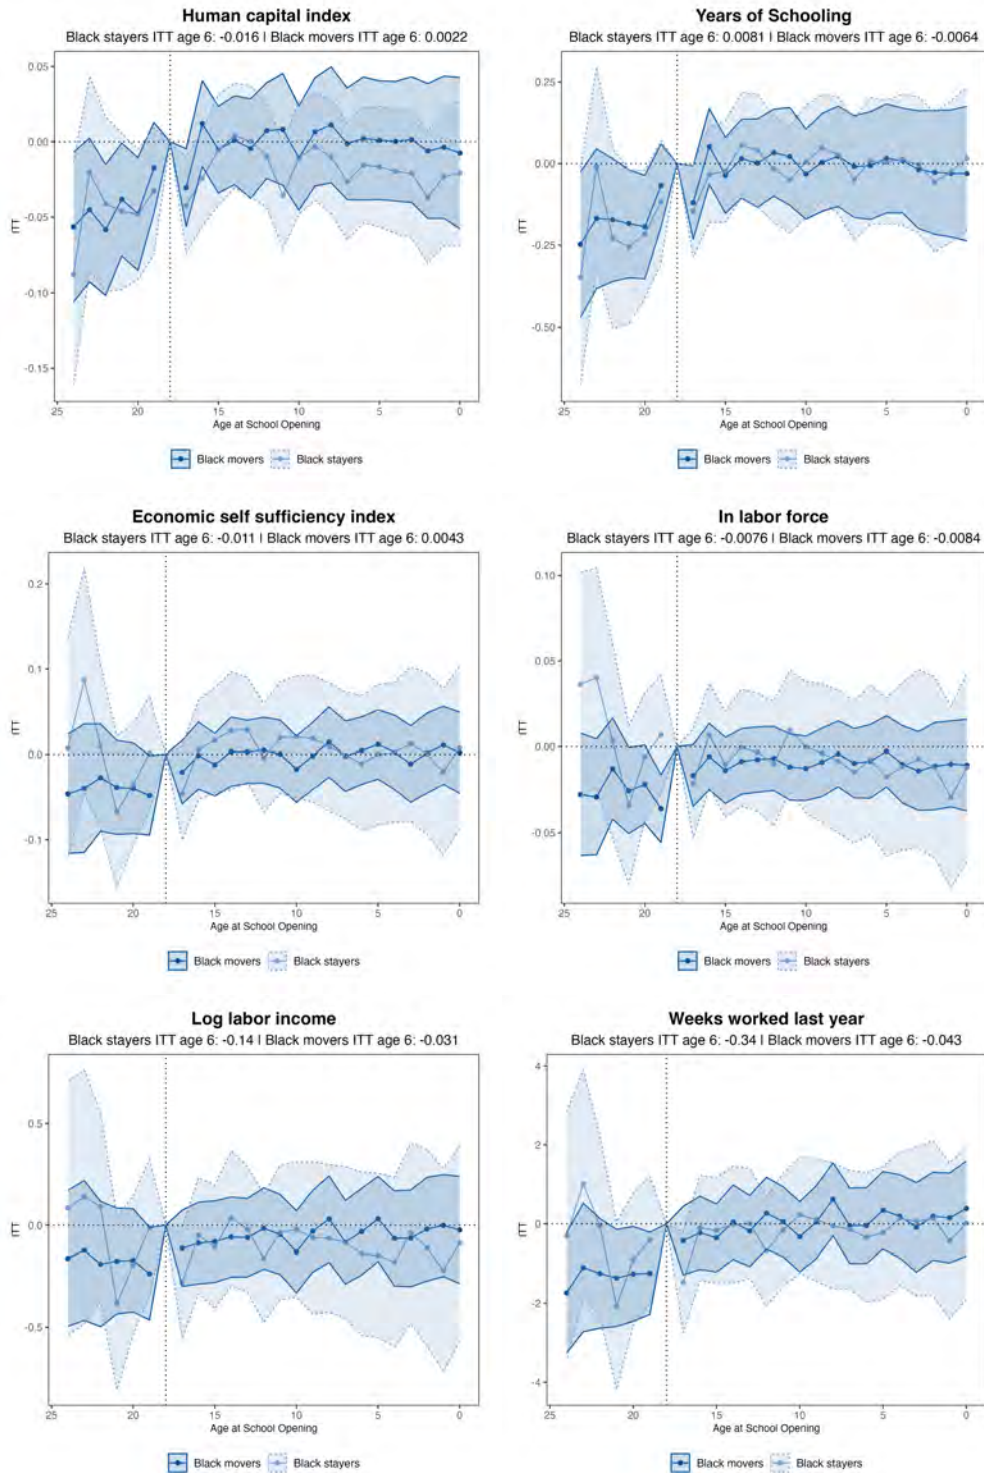 Human capital index
Black stayers ITT age 6: -0.016 | Black movers ITT age 6: 0.0022
0.05
0.00
-0.05
-0.10
-0.15
ITT
25 20 15 10 5 0
Age at School Opening
Black movers Black stayers
Years of Schooling
Black stayers ITT age 6: 0.0081 | Black movers ITT age 6: -0.0064
0.25
0.00
-0.25
-0.50
ITT
25 20 15 10 5 0
Age at School Opening
Black movers Black stayers
Economic self sufficiency index
Black stayers ITT age 6: -0.011 | Black movers ITT age 6: 0.0043
0.2
0.1
0.0
-0.1
ITT
25 20 15 10 5 0
Age at School Opening
Black movers Black stayers
In labor force
Black stayers ITT age 6: -0.0076 | Black movers ITT age 6: -0.0084
0.10
0.05
0.00
-0.05
ITT
25 20 15 10 5 0
Age at School Opening
Black movers Black stayers
Log labor income
Black stayers ITT age 6: -0.14 | Black movers ITT age 6: -0.031
0.5
0.0
-0.5
ITT
25 20 15 10 5 0
Age at School Opening
Black movers Black stayers
Weeks worked last year
Black stayers ITT age 6: -0.34 | Black movers ITT age 6: -0.043
4
2
0
-2
-4
ITT
25 20 15 10 5 0
Age at School Opening
Black movers Black stayers